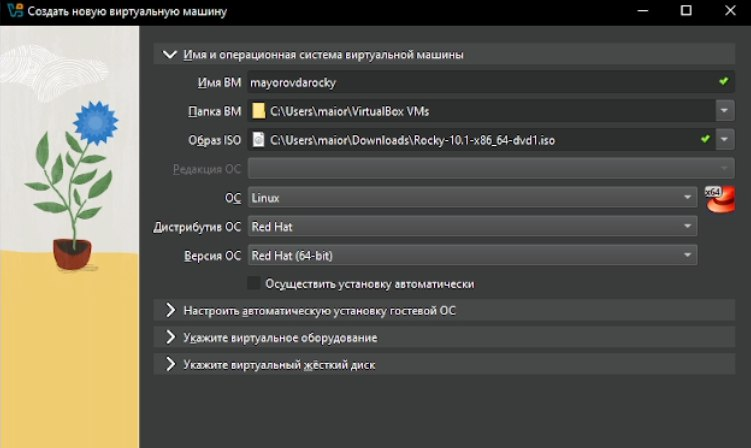 Создать новую виртуальную машину
Имя и операционная система виртуальной машины
Имя ВМ mayorovdarocky
Папка ВМ C:\Users\maior\VirtualBox VMs
Образ ISO C:\Users\maior\Downloads\Rocky-10.1-x86_64-dvd1.iso
Редакция ОС
ОС Linux x64
Дистрибутив ОС Red Hat
Версия ОС Red Hat (64-bit)
Осуществить установку автоматически
Настроить автоматическую установку гостевой ОС
Укажите виртуальное оборудование
Укажите виртуальный жёсткий диск